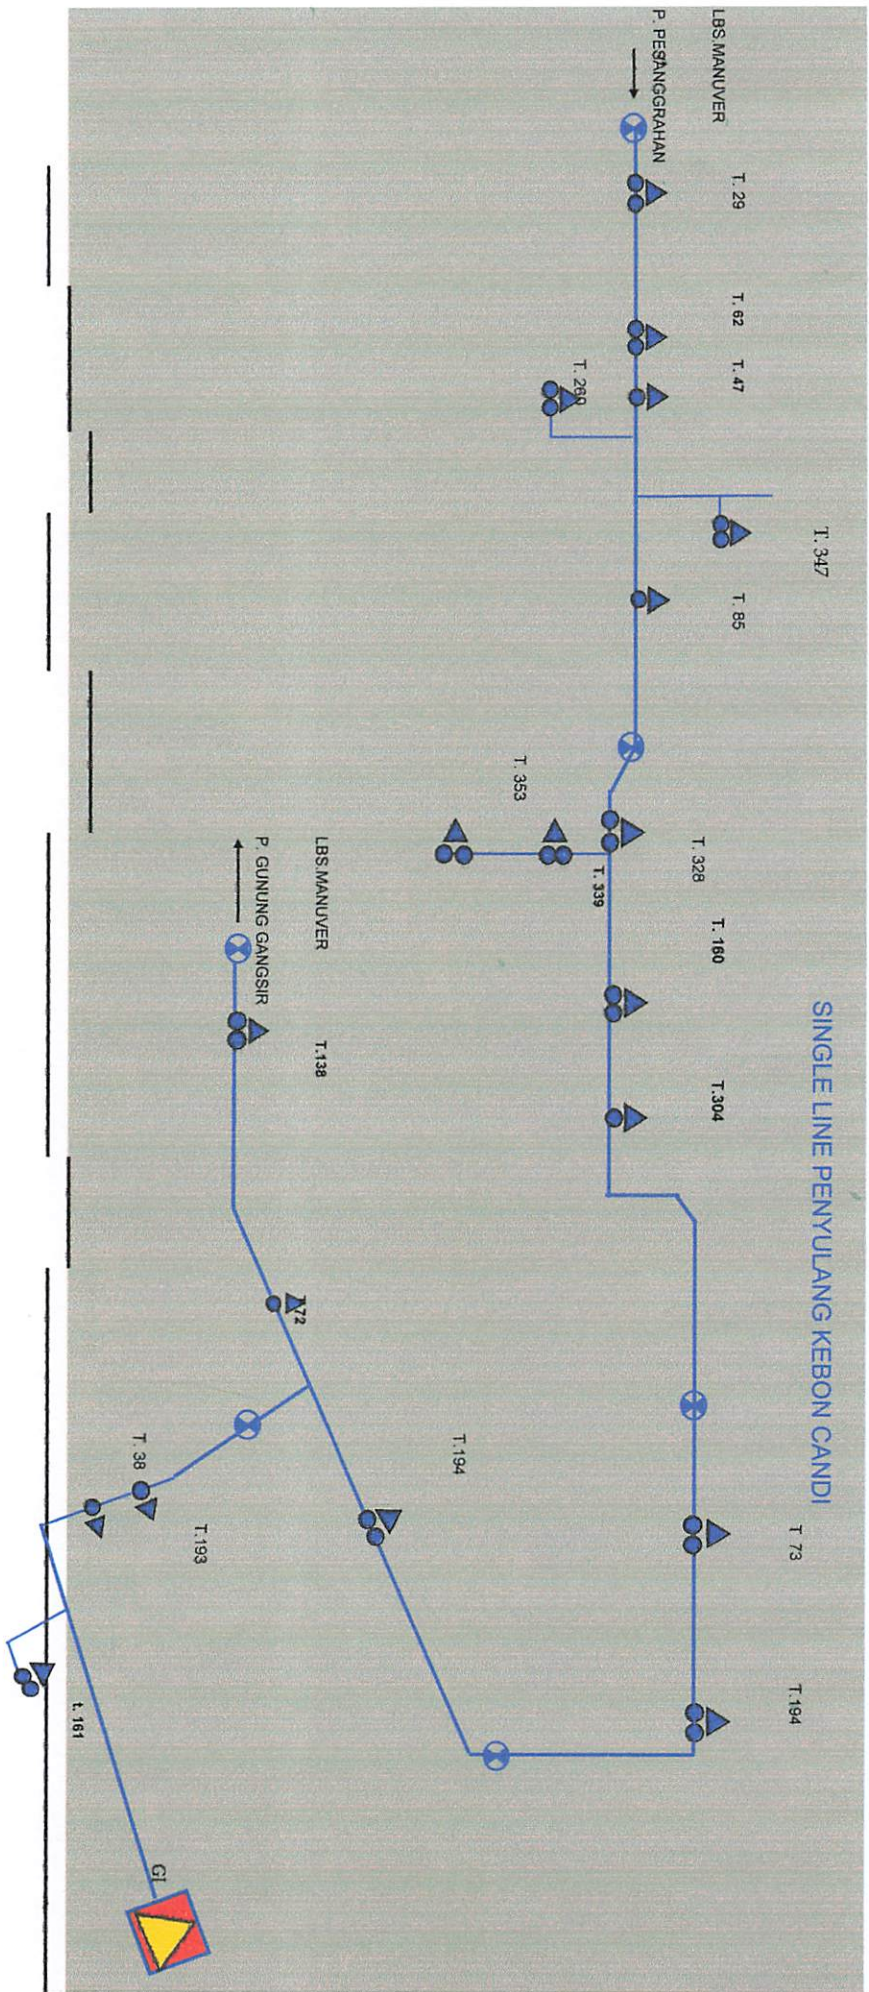 SINGLE LINE PENYULANG KEBON CANDI
T. 347
LBS.MANUVER
T. 29
T. 62
T. 47
T. 85
T. 328
T. 160
T.304
T 73
T.194
P. PESANGGRAHAN
T. 260
T. 339
T. 353
T.194
LBS.MANUVER
T.138
P. GUNUNG GANGSIR
T.193
T. 38
GI
t. 161